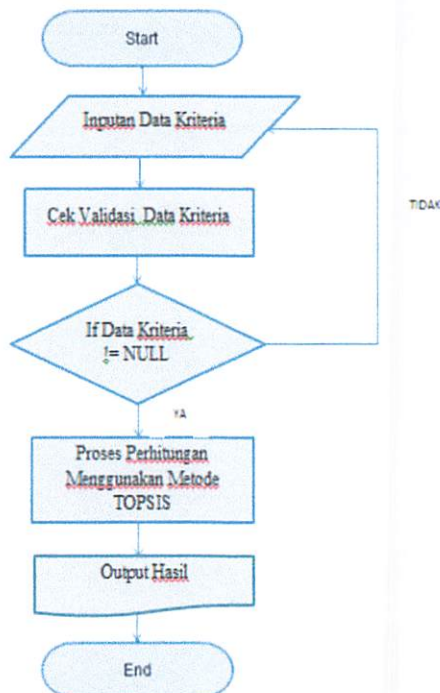 Start
Inputan Data Kriteria
Cek Validasi Data Kriteria
If Data Kriteria
!= NULL
TIDAK
YA
Proses Perhitungan
Menggunakan Metode
TOPSIS
Output Hasil
End